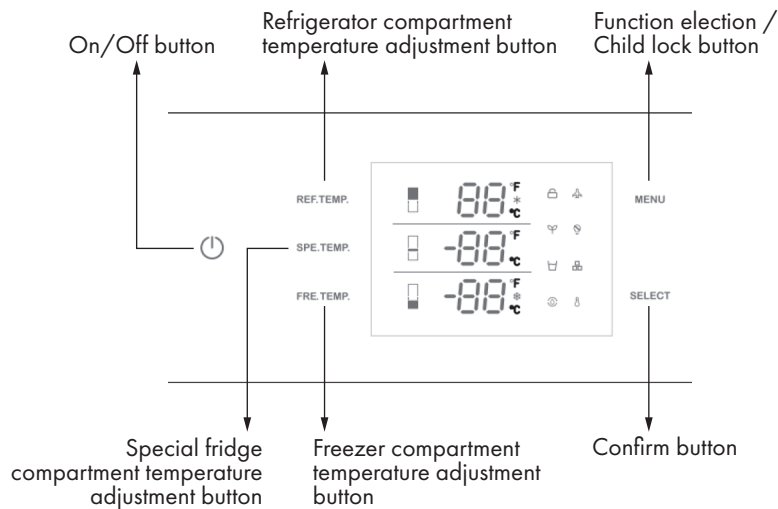 Refrigerator compartment
temperature adjustment button
Function election /
Child lock button
On/Off button
REF.TEMP.
88 °F
°C
MENU
SPE.TEMP.
-88 °F
°C
FRE.TEMP.
-88 °F
°C
SELECT
Special fridge
compartment temperature
adjustment button
Freezer compartment
temperature adjustment
button
Confirm button